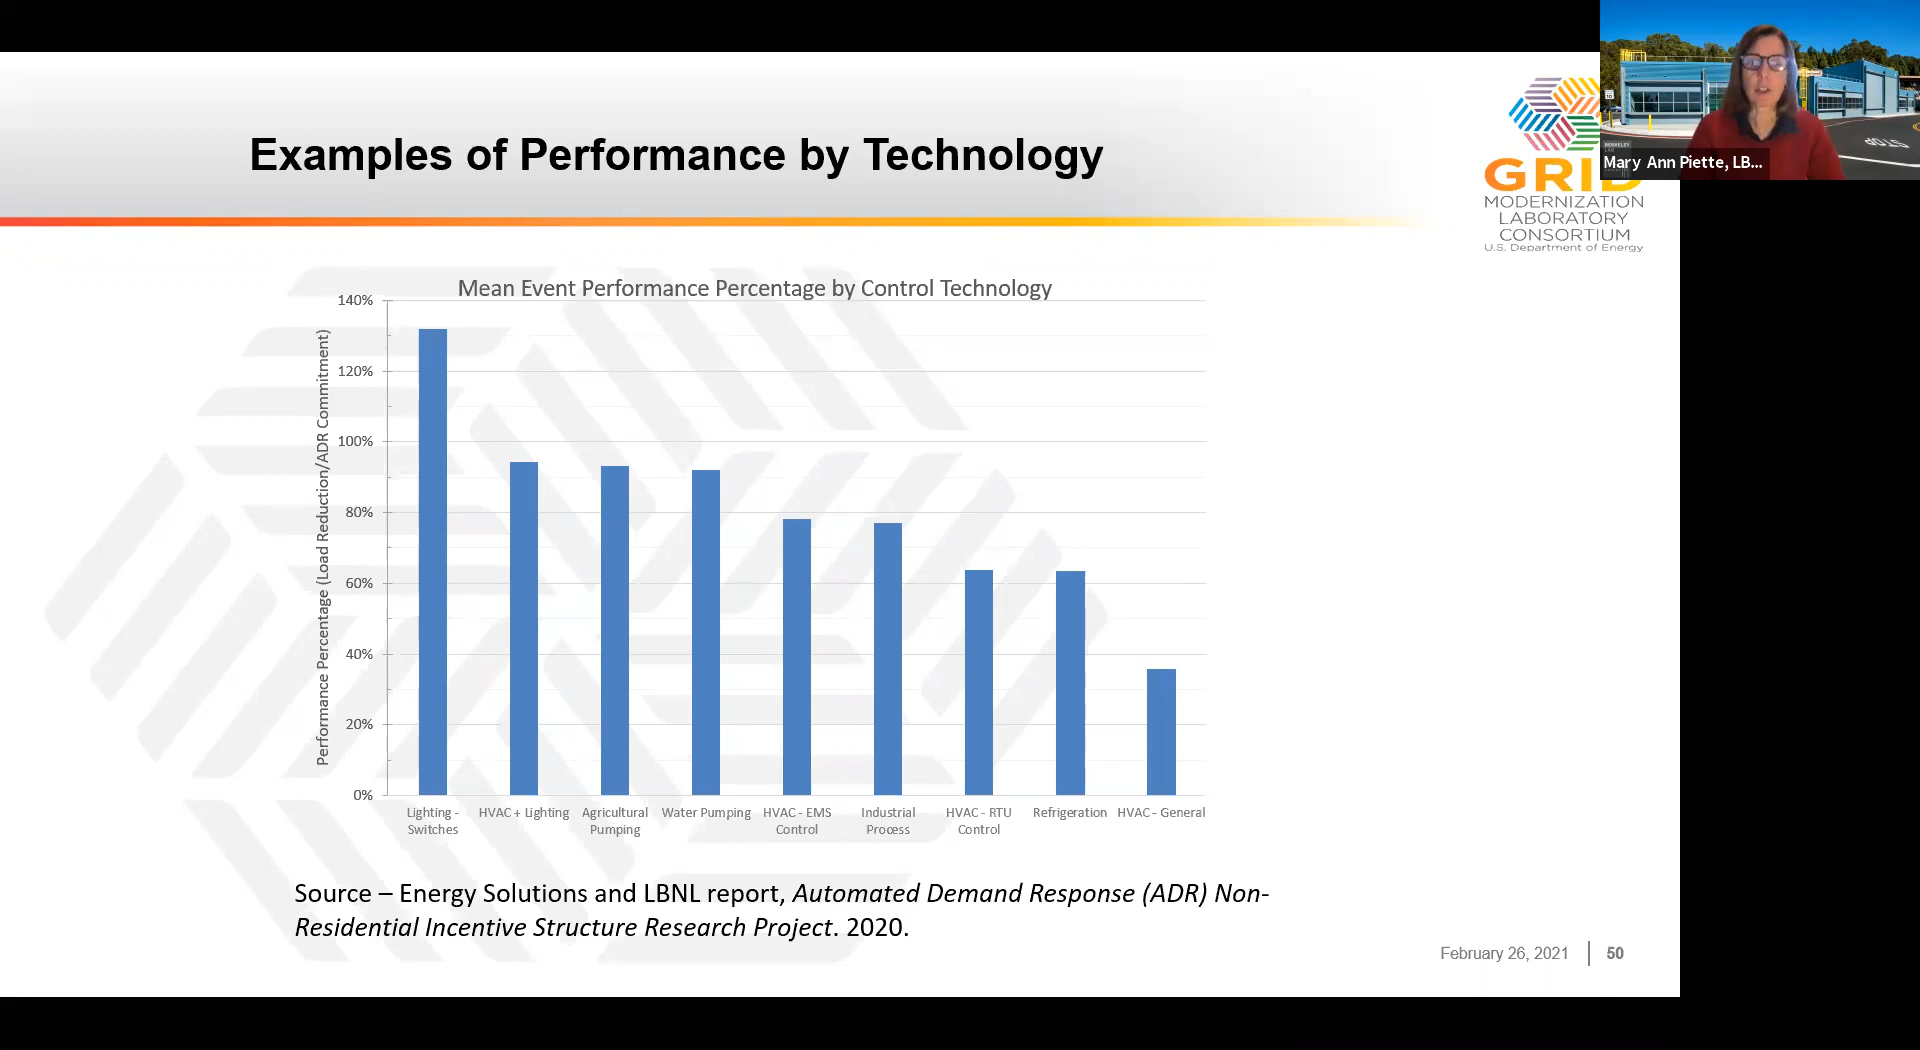 Examples of Performance by Technology
Mary Ann Piette, LB...
GRID
MODERNIZATION
LABORATORY
CONSORTIUM
U.S. Department of Energy
Mean Event Performance Percentage by Control Technology
Performance Percentage (Load Reduction/ADR Commitment)
140%
120%
100%
80%
60%
40%
20%
0%
Lighting -
Switches
HVAC + Lighting
Agricultural
Pumping
Water Pumping
HVAC - EMS
Control
Industrial
Process
HVAC - RTU
Control
Refrigeration
HVAC - General
Source – Energy Solutions and LBNL report, Automated Demand Response (ADR) Non-
Residential Incentive Structure Research Project. 2020.
February 26, 2021
50
STOP